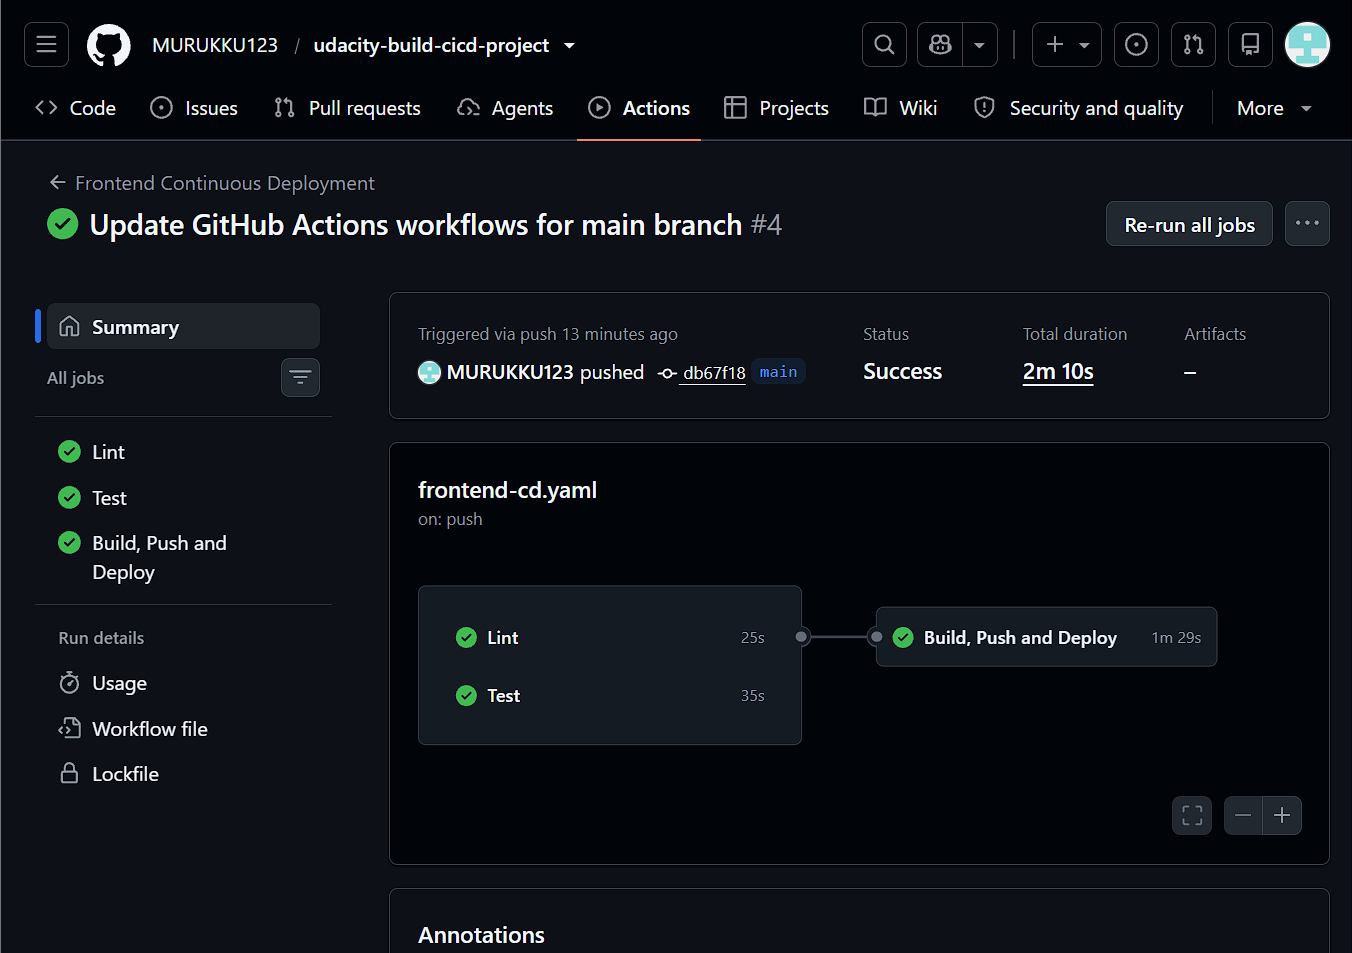 MURUKKU123 / udacity-build-cicd-project
Code Issues Pull requests Agents Actions Projects Wiki Security and quality More
Frontend Continuous Deployment
Update GitHub Actions workflows for main branch #4
Re-run all jobs
Summary
All jobs
Lint
Test
Build, Push and
Deploy
Run details
Usage
Workflow file
Lockfile
Triggered via push 13 minutes ago
MURUKKU123 pushed db67f18 main
Status
Success
Total duration
2m 10s
Artifacts
–
frontend-cd.yaml
on: push
Lint 25s
Test 35s
Build, Push and Deploy 1m 29s
Annotations